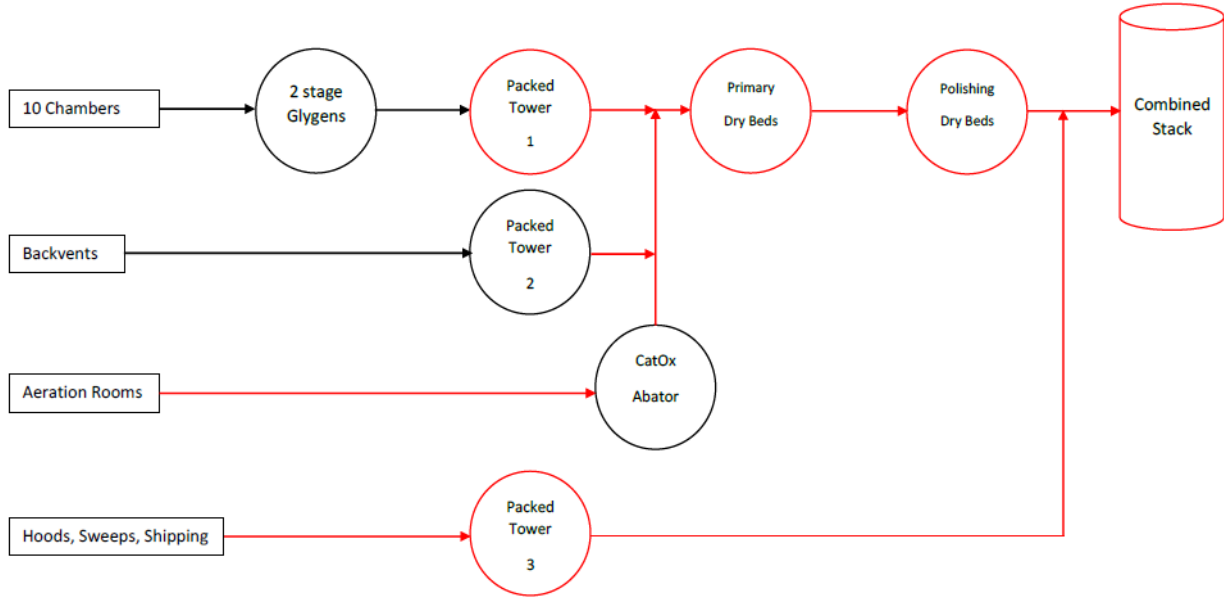 10 Chambers
2 stage
Glygens
Packed
Tower
1
Primary
Dry Beds
Polishing
Dry Beds
Combined
Stack
Backvents
Packed
Tower
2
Aeration Rooms
CatOx
Abator
Hoods, Sweeps, Shipping
Packed
Tower
3